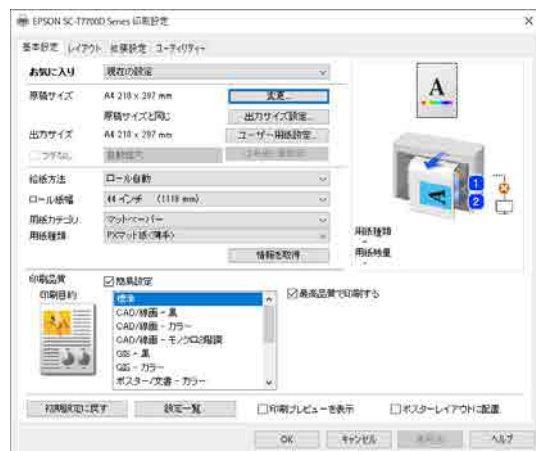 EPSON SC-T7700D Series 印刷設定
基本設定 レイアウト 拡張設定 ユーティリティー
お気に入り 現在の設定
原稿サイズ A4 210 x 297 mm 変更...
原稿サイズと同じ 出力サイズ設定...
出力サイズ A4 210 x 297 mm ユーザー用紙設定...
フチなし 自動拡大
給紙方法 ロール自動
ロール紙幅 44 インチ (1118 mm)
用紙カテゴリ マットペーパー
用紙種類 PXマット紙(薄手)
情報を取得
用紙種類
-
用紙残量
-
A
A
1
2
印刷品質 簡易設定
印刷目的 標準
CAD/線画 - 黒
CAD/線画 - カラー
CAD/線画 - モノクロ2階調
GIS - 黒
GIS - カラー
ポスター/文書 - カラー
最高品質で印刷する
初期設定に戻す 設定一覧 印刷プレビューを表示 ポスターレイアウトに配置
OK キャンセル ヘルプ